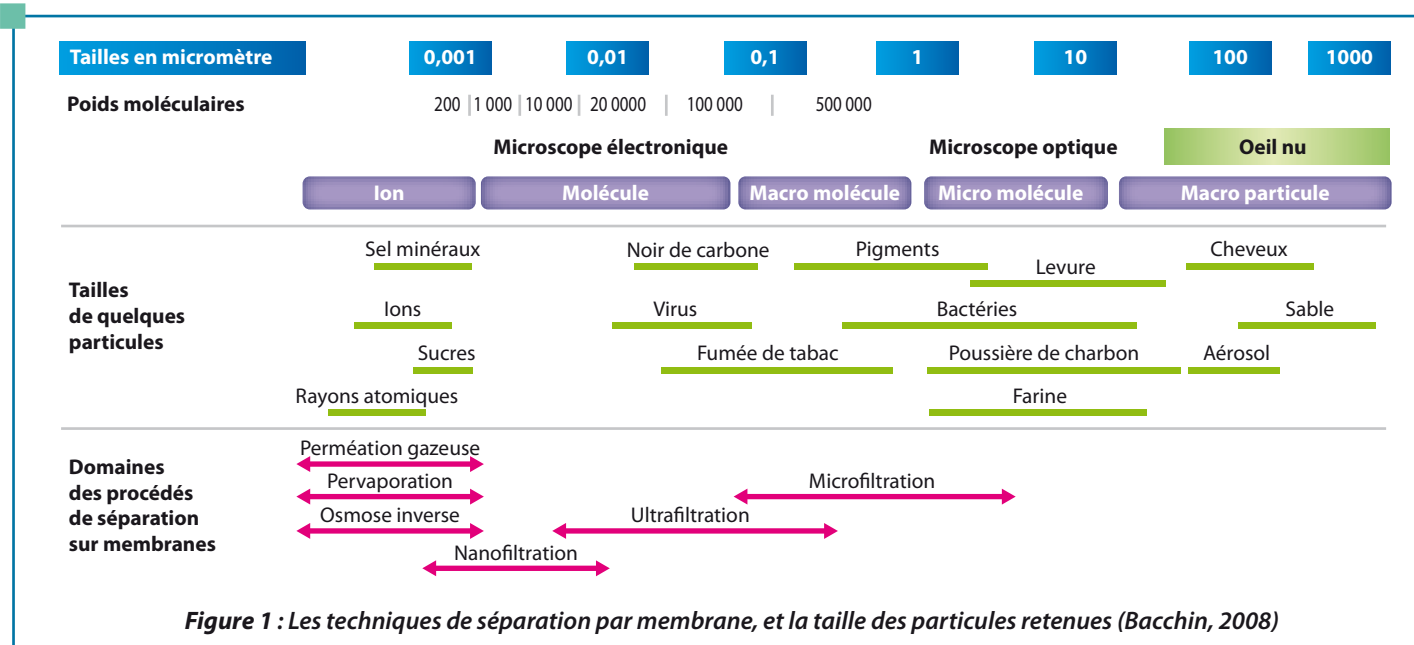 Tailles en micromètre 0,001 0,01 0,1 1 10 100 1000
Poids moléculaires 200 | 1 000 | 10 000 | 20 0000 | 100 000 | 500 000
Microscope électronique Microscope optique Oeil nu
Ion Molécule Macro molécule Micro molécule Macro particule
Tailles
de quelques
particules
Sel minéraux Noir de carbone Pigments Levure Cheveux
Ions Virus Bactéries Sable
Sucres Fumée de tabac Poussière de charbon Aérosol
Rayons atomiques Farine
Domaines
des procédés
de séparation
sur membranes
Perméation gazeuse
Pervaporation Microfiltration
Osmose inverse Ultrafiltration
Nanofiltration
Figure 1 : Les techniques de séparation par membrane, et la taille des particules retenues (Bacchin, 2008)